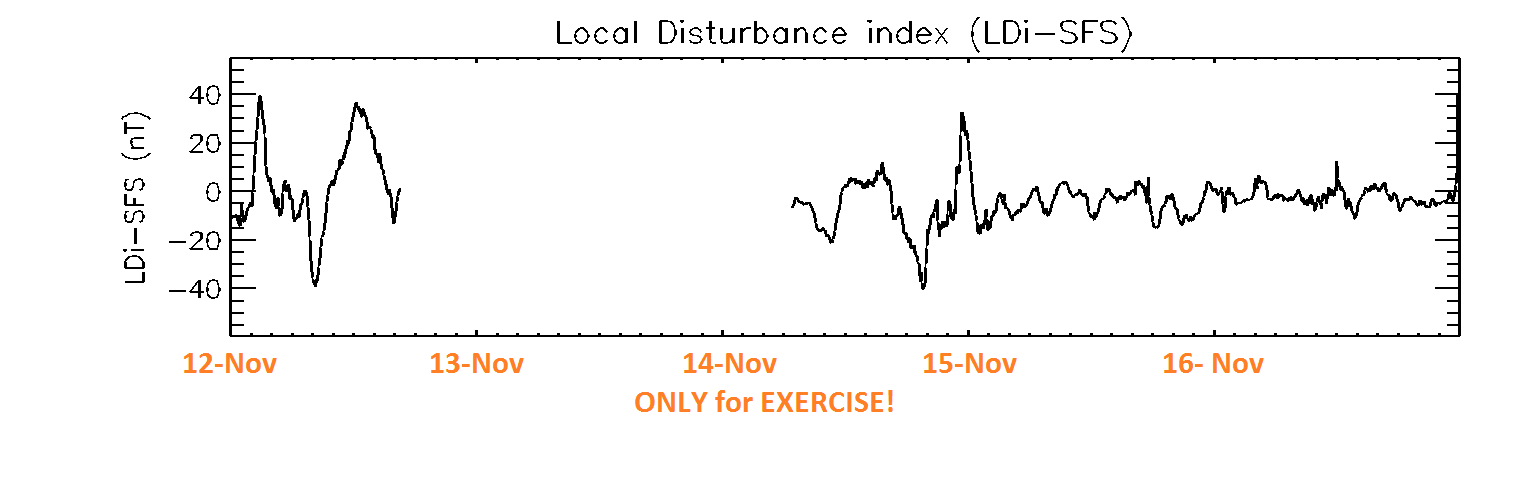 Local Disturbance index (LDi-SFS)
LDi-SFS (nT)
40
20
0
-20
-40
12-Nov 13-Nov 14-Nov 15-Nov 16- Nov
ONLY for EXERCISE!